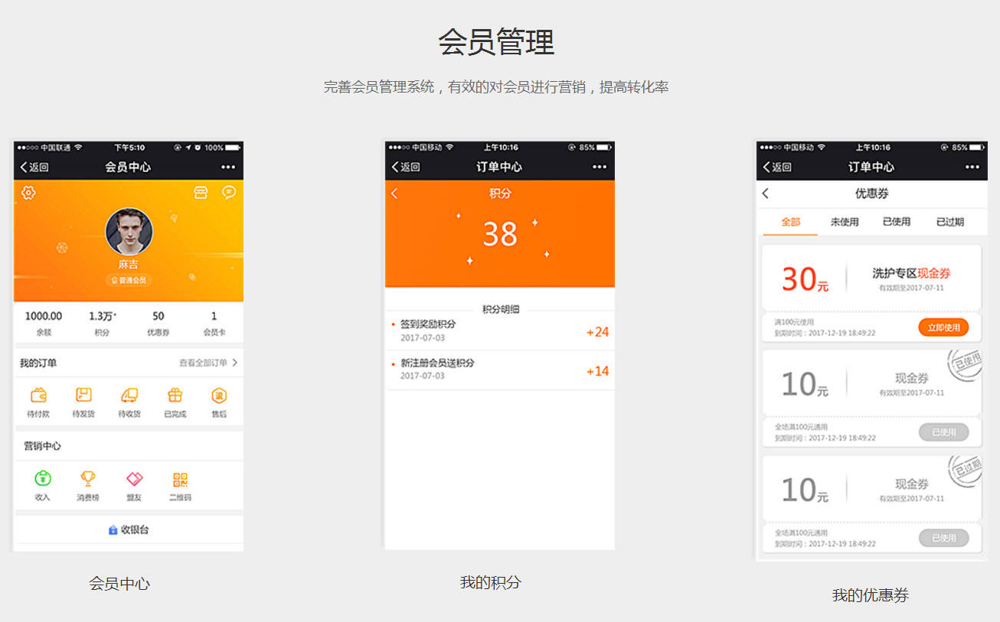 会员管理
完善会员管理系统，有效的对会员进行营销，提高转化率
中国联通 下午5:10 100%
返回 会员中心
麻吉
普通会员
1000.00 1.3万+ 50 1
余额 积分 优惠券 会员卡
我的订单 查看全部订单
待付款 待发货 待收货 已完成 售后
营销中心
收入 消费榜 盟友 二维码
收银台
会员中心
中国移动 上午10:16 85%
返回 订单中心
积分
38
积分明细
签到奖励积分
2017-07-03
+24
新注册会员送积分
2017-07-03
+14
我的积分
中国移动 上午10:16 85%
返回 订单中心
优惠券
全部 未使用 已使用 已过期
30元
洗护专区现金券
有效期至2017-07-11
满100元使用
到期时间：2017-12-19 18:49:22
立即使用
10元
现金券
有效期至2017-07-11
已使用
全场满100元通用
到期时间：2017-12-19 18:49:22
已使用
10元
现金券
有效期至2017-07-11
已过期
全场满100元通用
到期时间：2017-12-19 18:49:22
已使用
我的优惠券